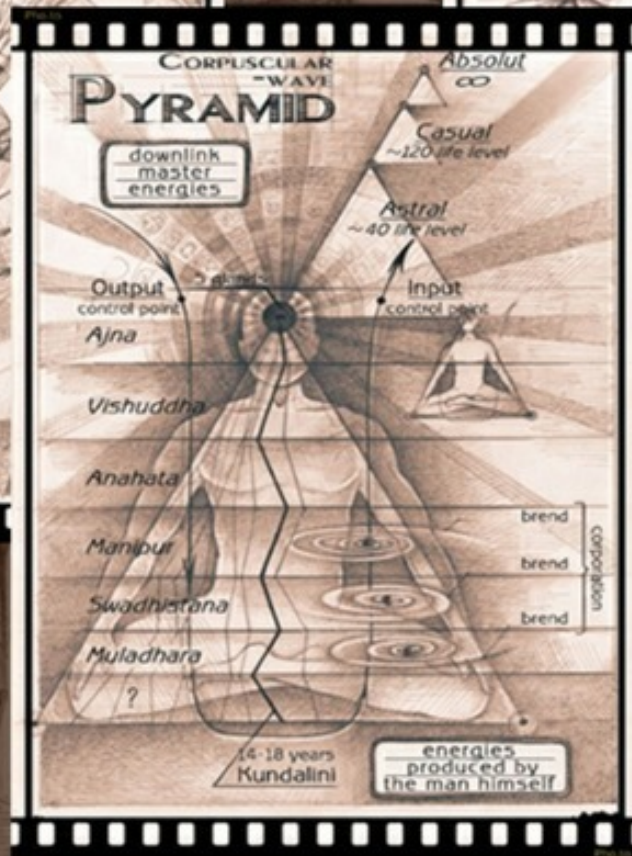 CORPUSCULAR
-WAVE
PYRAMID
Absolut
∞
Casual
~120 life level
downlink
master
energies
Astral
~40 life level
Output
control point
Input
control point
Ajna
Vishuddha
Anahata
Manipur
Swadhistana
Muladhara
?
brend
brend
brend
corporation
14-18 years
Kundalini
energies
produced by
the man himself